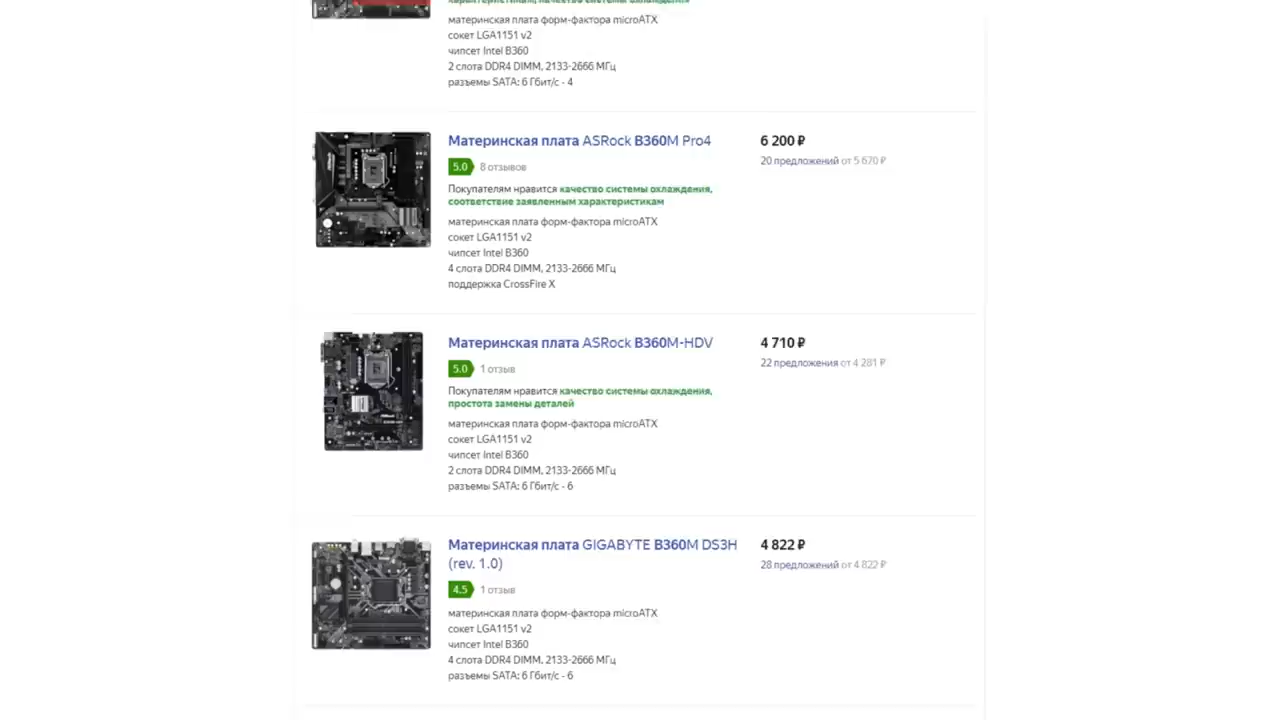 материнская плата форм-фактора microATX
сокет LGA1151 v2
чипсет Intel B360
2 слота DDR4 DIMM, 2133-2666 МГц
разъемы SATA: 6 Гбит/с - 4
Материнская плата ASRock B360M Pro4
6 200 ₽
5.0 8 отзывов
20 предложений от 5 670 ₽
Покупателям нравится качество системы охлаждения,
соответствие заявленным характеристикам
материнская плата форм-фактора microATX
сокет LGA1151 v2
чипсет Intel B360
4 слота DDR4 DIMM, 2133-2666 МГц
поддержка CrossFire X
Материнская плата ASRock B360M-HDV
4 710 ₽
5.0 1 отзыв
22 предложения от 4 281 ₽
Покупателям нравится качество системы охлаждения,
простота замены деталей
материнская плата форм-фактора microATX
сокет LGA1151 v2
чипсет Intel B360
2 слота DDR4 DIMM, 2133-2666 МГц
разъемы SATA: 6 Гбит/с - 6
Материнская плата GIGABYTE B360M DS3H
(rev. 1.0)
4 822 ₽
4.5 1 отзыв
28 предложений от 4 822 ₽
материнская плата форм-фактора microATX
сокет LGA1151 v2
чипсет Intel B360
4 слота DDR4 DIMM, 2133-2666 МГц
разъемы SATA: 6 Гбит/с - 6